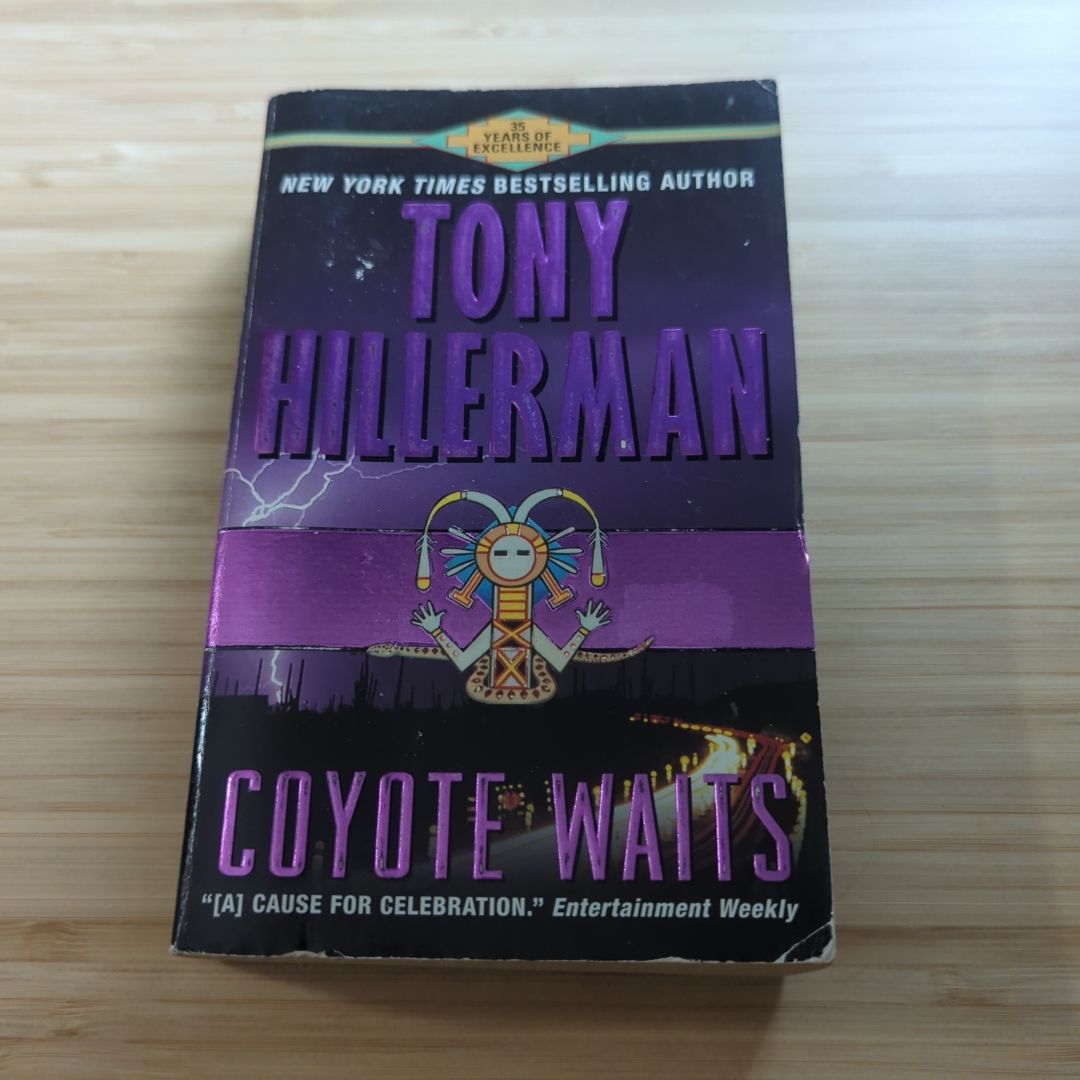 35
YEARS OF
EXCELLENCE
NEW YORK TIMES BESTSELLING AUTHOR
TONY
HILLERMAN
COYOTE WAITS
“[A] CAUSE FOR CELEBRATION.” Entertainment Weekly